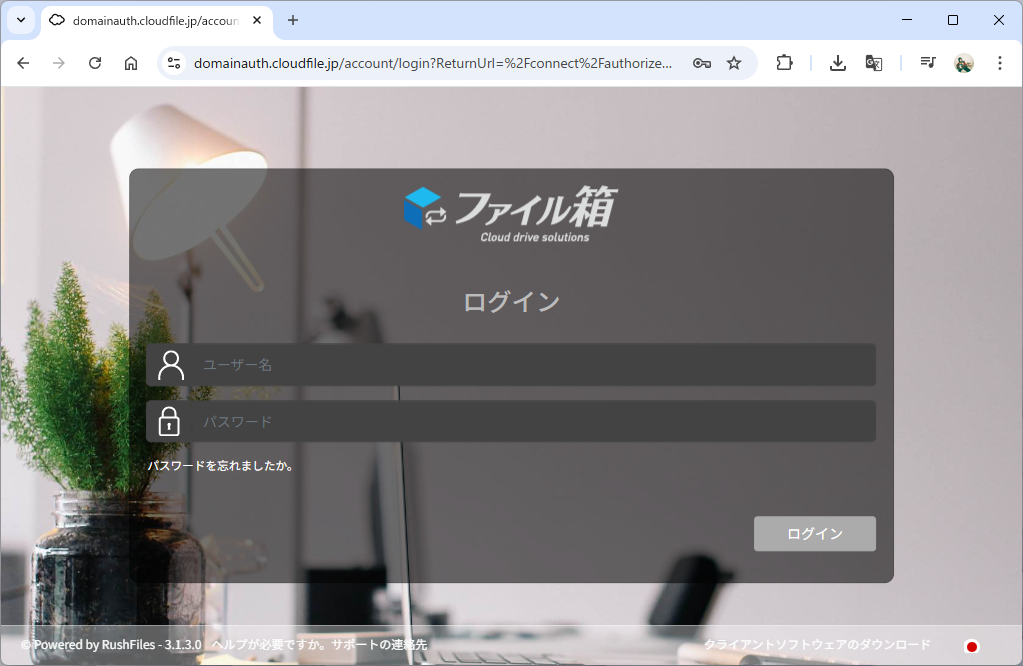 domainauth.cloudfile.jp/accoun
domainauth.cloudfile.jp/account/login?ReturnUrl=%2Fconnect%2Fauthorize...
ファイル箱
Cloud drive solutions
ログイン
ユーザー名
パスワード
パスワードを忘れましたか。
ログイン
© Powered by RushFiles - 3.1.3.0 ヘルプが必要ですか。サポートの連絡先
クライアントソフトウェアのダウンロード